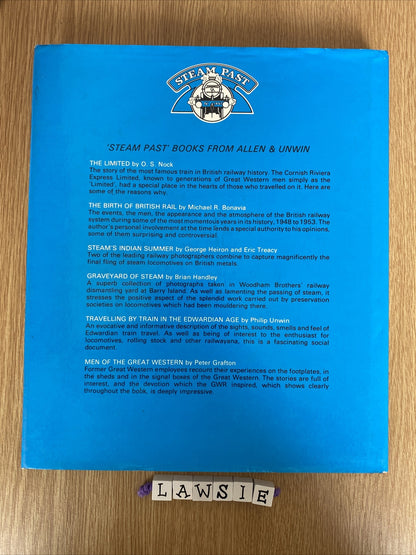 STEAM PAST
'STEAM PAST' BOOKS FROM ALLEN & UNWIN
THE LIMITED by O. S. Nock
The story of the most famous train in British railway history. The Cornish Riviera
Express Limited, known to generations of Great Western men simply as the
'Limited', had a special place in the hearts of those who travelled on it. Here are
some of the reasons why.
THE BIRTH OF BRITISH RAIL by Michael R. Bonavia
The events, the men, the appearance and the atmosphere of the British railway
system during some of the most momentous years in its history, 1948 to 1953. The
author's personal involvement at the time lends a special authority to his opinions,
some of them surprising and controversial.
STEAM'S INDIAN SUMMER by George Heiron and Eric Treacy
Two of the leading railway photographers combine to capture magnificently the
final fling of steam locomotives on British metals.
GRAVEYARD OF STEAM by Brian Handley
A superb collection of photographs taken in Woodham Brothers' railway
dismantling yard at Barry Island. As well as lamenting the passing of steam, it
stresses the positive aspect of the splendid work carried out by preservation
societies on locomotives which had been mouldering there.
TRAVELLING BY TRAIN IN THE EDWARDIAN AGE by Philip Unwin
An evocative and informative description of the sights, sounds, smells and feel of
Edwardian train travel. As well as being of interest to the enthusiast for
locomotives, rolling stock and other railwayana, this is a fascinating social
document.
MEN OF THE GREAT WESTERN by Peter Grafton
Former Great Western employees recount their experiences on the footplates, in
the sheds and in the signal boxes of the Great Western. The stories are full of
interest, and the devotion which the GWR inspired, which shows clearly
throughout the book, is deeply impressive.
LAWSIE